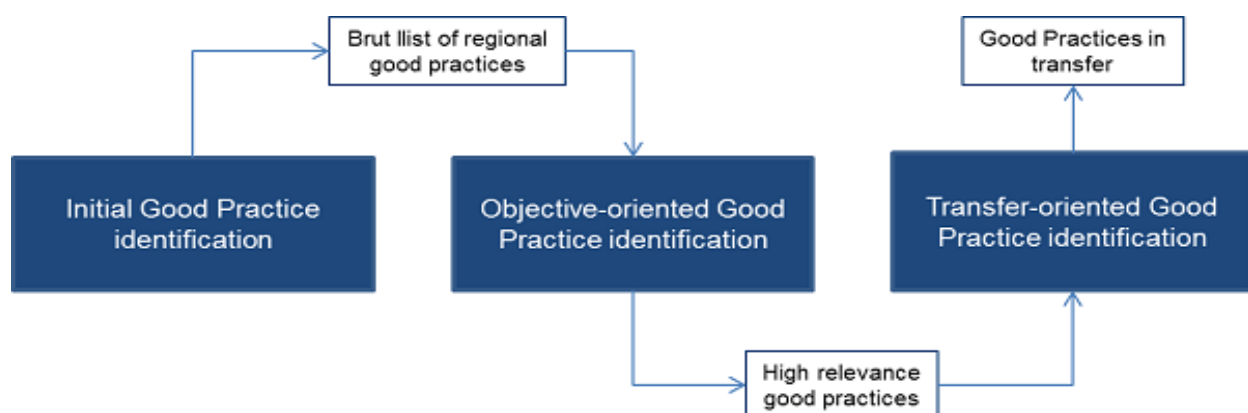 Brut llist of regional
good practices
Good Practices in
transfer
Initial Good Practice
identification
Objective-oriented Good
Practice identification
Transfer-oriented Good
Practice identification
High relevance
good practices